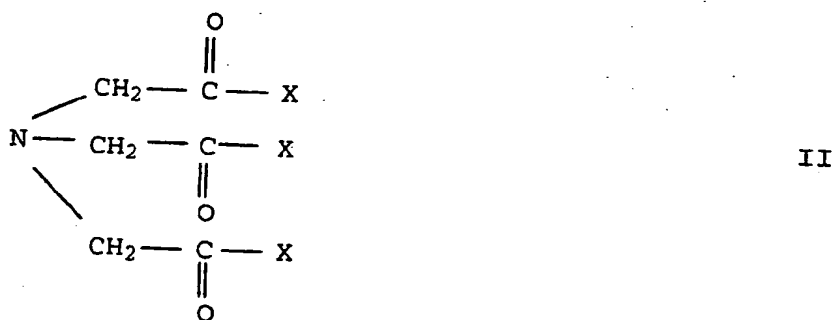 O
CH₂ — C — X
N — CH₂ — C — X
II
O
CH₂ — C — X
O